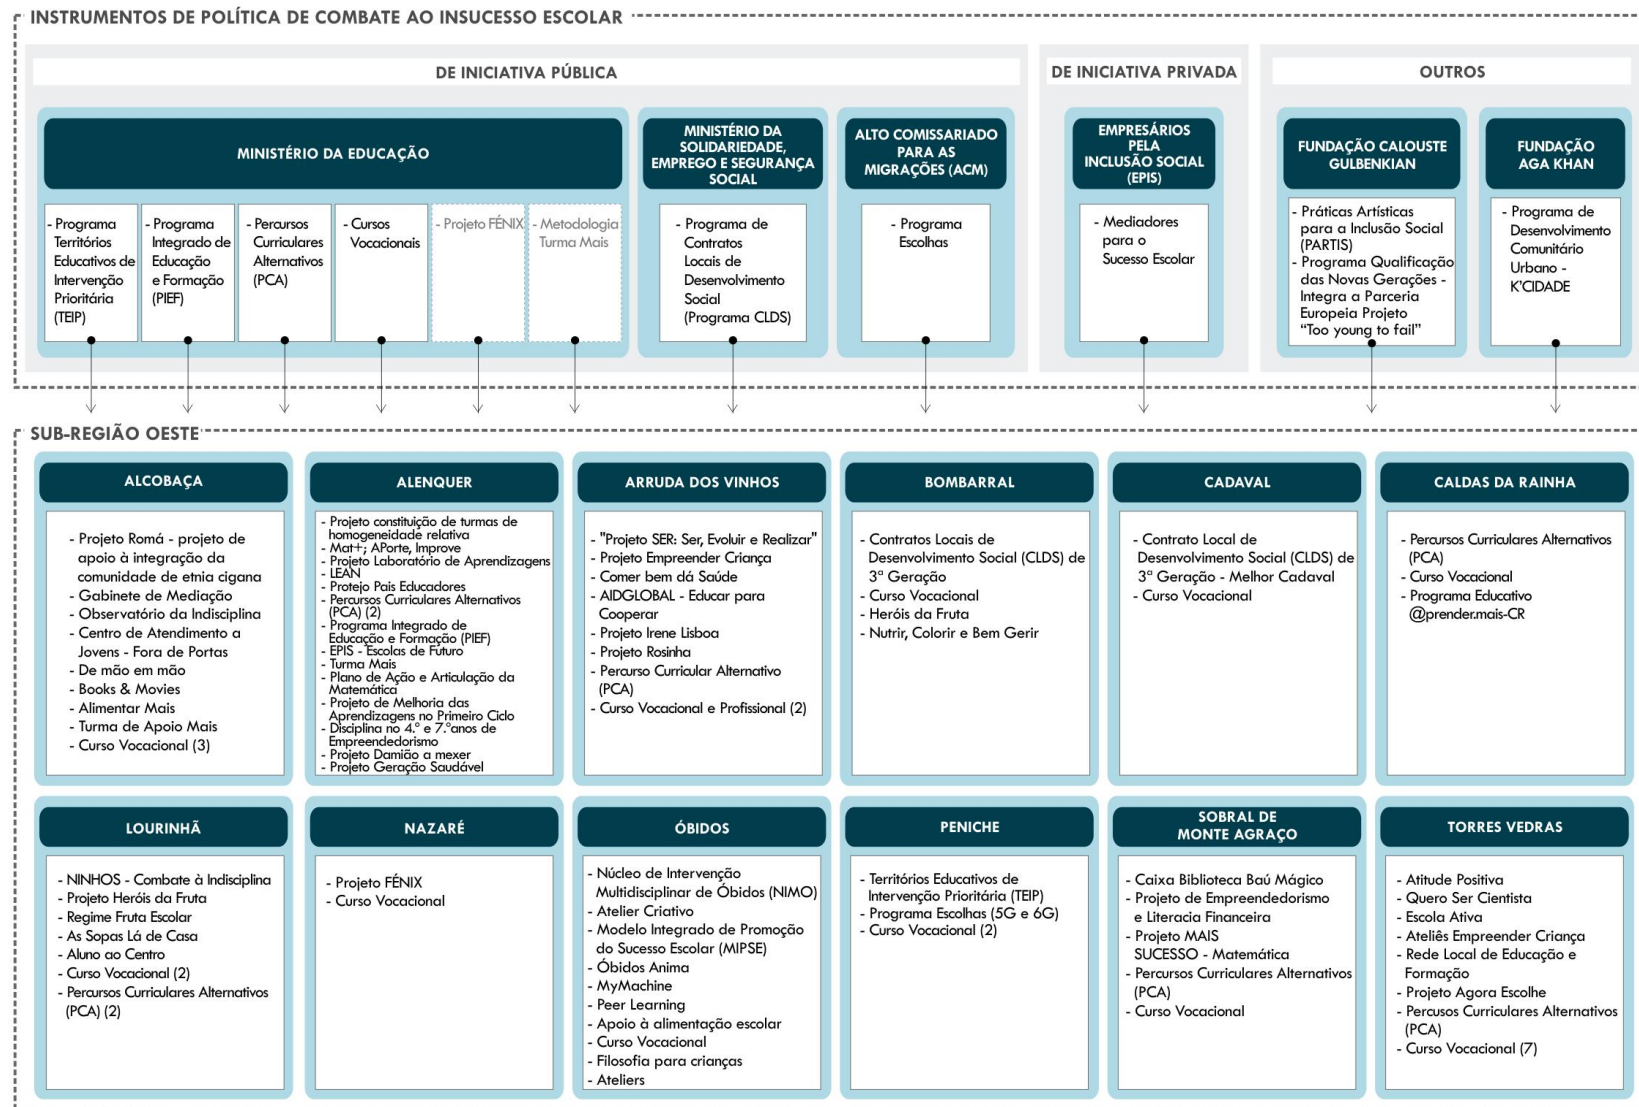 INSTRUMENTOS DE POLÍTICA DE COMBATE AO INSUCESSO ESCOLAR
DE INICIATIVA PÚBLICA
MINISTÉRIO DA EDUCAÇÃO
- Programa
Territórios
Educativos de
Intervenção
Prioritária
(TEIP)
- Programa
Integrado de
Educação
e Formação
(PIEF)
- Percursos
Curriculares
Alternativos
(PCA)
- Cursos
Vocacionais
- Projeto FÉNIX
- Metodologia
Turma Mais
MINISTÉRIO DA
SOLIDARIEDADE,
EMPREGO E SEGURANÇA
SOCIAL
- Programa de
Contratos
Locais de
Desenvolvimento
Social
(Programa CLDS)
ALTO COMISSARIADO
PARA AS
MIGRAÇÕES (ACM)
- Programa
Escolhas
DE INICIATIVA PRIVADA
EMPRESÁRIOS
PELA
INCLUSÃO SOCIAL
(EPIS)
- Mediadores
para o
Sucesso Escolar
OUTROS
FUNDAÇÃO CALOUSTE
GULBENKIAN
- Práticas Artísticas
para a Inclusão Social
(PARTIS)
- Programa Qualificação
das Novas Gerações -
Integra a Parceria
Europeia Projeto
“Too young to fail”
FUNDAÇÃO
AGA KHAN
- Programa de
Desenvolvimento
Comunitário
Urbano -
K’CIDADE
SUB-REGIÃO OESTE
ALCOBAÇA
- Projeto Romá - projeto de
apoio à integração da
comunidade de etnia cigana
- Gabinete de Mediação
- Observatório da Indisciplina
- Centro de Atendimento a
Jovens - Fora de Portas
- De mão em mão
- Books & Movies
- Alimentar Mais
- Turma de Apoio Mais
- Curso Vocacional (3)
ALENQUER
- Projeto constituição de turmas de
homogeneidade relativa
- Mat+; APorte, Improve
- Projeto Laboratório de Aprendizagens
- LEAN
- Protejo Pais Educadores
- Percursos Curriculares Alternativos
(PCA) (2)
- Programa Integrado de
Educação e Formação (PIEF)
- EPIS - Escolas de Futuro
- Turma Mais
- Plano de Ação e Articulação da
Matemática
- Projeto de Melhoria das
Aprendizagens no Primeiro Ciclo
- Disciplina no 4.º e 7.ºanos de
Empreendedorismo
- Projeto Damião a mexer
- Projeto Geração Saudável
ARRUDA DOS VINHOS
- "Projeto SER: Ser, Evoluir e Realizar"
- Projeto Empreender Criança
- Comer bem dá Saúde
- AIDGLOBAL - Educar para
Cooperar
- Projeto Irene Lisboa
- Projeto Rosinha
- Percurso Curricular Alternativo
(PCA)
- Curso Vocacional e Profissional (2)
BOMBARRAL
- Contratos Locais de
Desenvolvimento Social (CLDS) de
3ª Geração
- Curso Vocacional
- Heróis da Fruta
- Nutrir, Colorir e Bem Gerir
CADAVAL
- Contrato Local de
Desenvolvimento Social (CLDS) de
3ª Geração - Melhor Cadaval
- Curso Vocacional
CALDAS DA RAINHA
- Percursos Curriculares Alternativos
(PCA)
- Curso Vocacional
- Programa Educativo
@prender.mais-CR
LOURINHÃ
- NINHOS - Combate à Indisciplina
- Projeto Heróis da Fruta
- Regime Fruta Escolar
- As Sopas Lá de Casa
- Aluno ao Centro
- Curso Vocacional (2)
- Percursos Curriculares Alternativos
(PCA) (2)
NAZARÉ
- Projeto FÉNIX
- Curso Vocacional
ÓBIDOS
- Núcleo de Intervenção
Multidisciplinar de Óbidos (NIMO)
- Atelier Criativo
- Modelo Integrado de Promoção
do Sucesso Escolar (MIPSE)
- Óbidos Anima
- MyMachine
- Peer Learning
- Apoio à alimentação escolar
- Curso Vocacional
- Filosofia para crianças
- Ateliers
PENICHE
- Territórios Educativos de
Intervenção Prioritária (TEIP)
- Programa Escolhas (5G e 6G)
- Curso Vocacional (2)
SOBRAL DE
MONTE AGRAÇO
- Caixa Biblioteca Baú Mágico
- Projeto de Empreendedorismo
e Literacia Financeira
- Projeto MAIS
SUCESSO - Matemática
- Percursos Curriculares Alternativos
(PCA)
- Curso Vocacional
TORRES VEDRAS
- Atitude Positiva
- Quero Ser Cientista
- Escola Ativa
- Ateliês Empreender Criança
- Rede Local de Educação e
Formação
- Projeto Agora Escolhe
- Percusos Curriculares Alternativos
(PCA)
- Curso Vocacional (7)